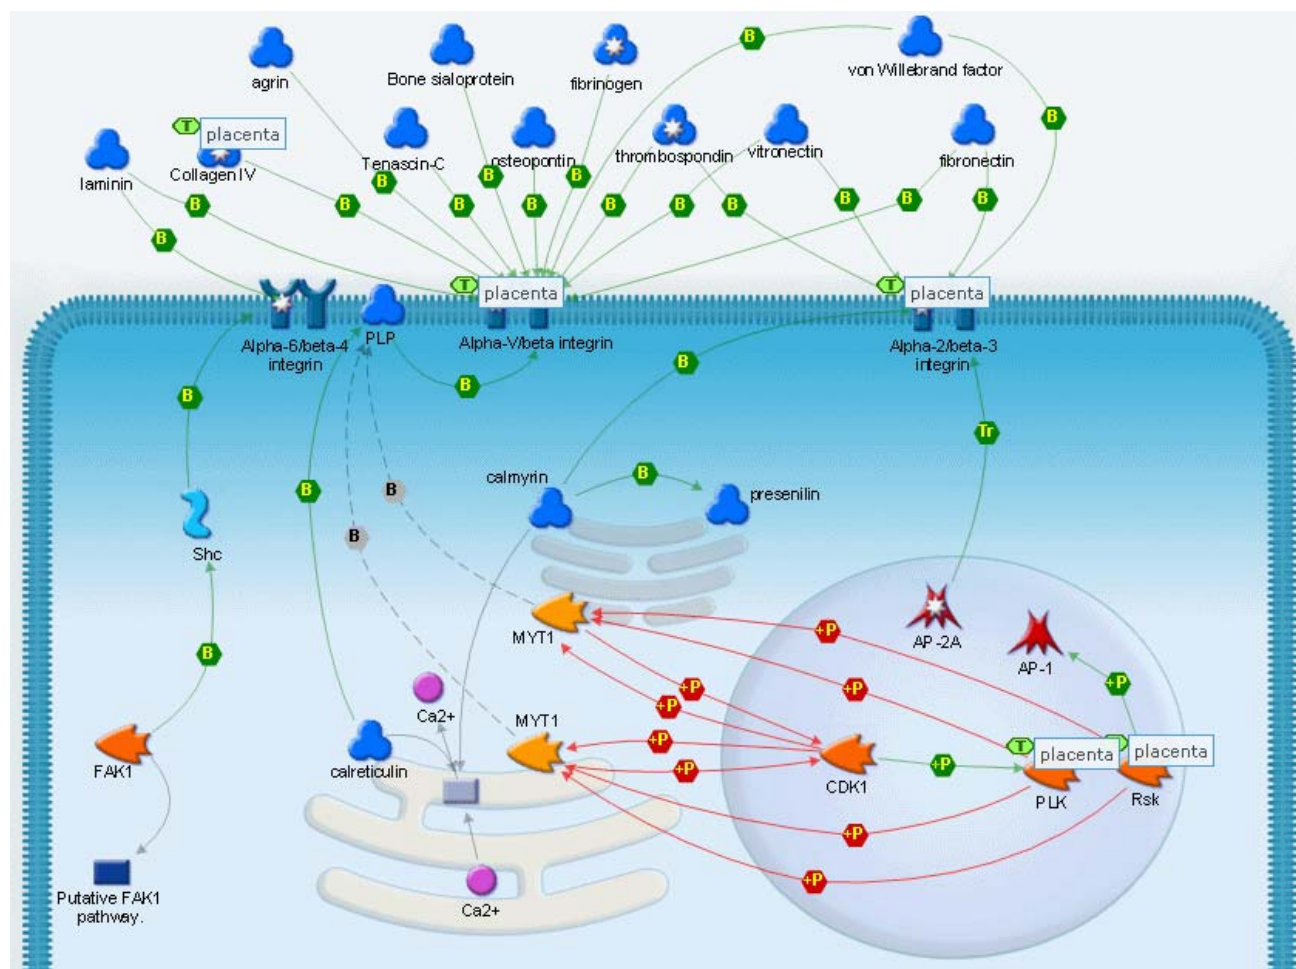 B
von Willebrand factor
agrin
Bone sialoprotein
fibrinogen
B
T
placenta
laminin
Collagen IV
Tenascin-C
osteopontin
thrombospondin
vitronectin
fibronectin
B
B
B
B
B
B
B
B
B
B
B
B
B
T
placenta
T
placenta
Alpha-6/beta-4
integrin
PLP
Alpha-V/beta integrin
Alpha-2/beta-3
integrin
B
B
B
Tr
calmyrin
B
presenilin
B
B
B
Shc
MYT1
+P
AP-2A
AP-1
B
+P
+P
+P
+P
Ca2+
MYT1
+P
T
placenta
placenta
FAK1
calreticulin
+P
CDK1
+P
PLK
Rsk
+P
+P
Putative FAK1
pathway.
Ca2+